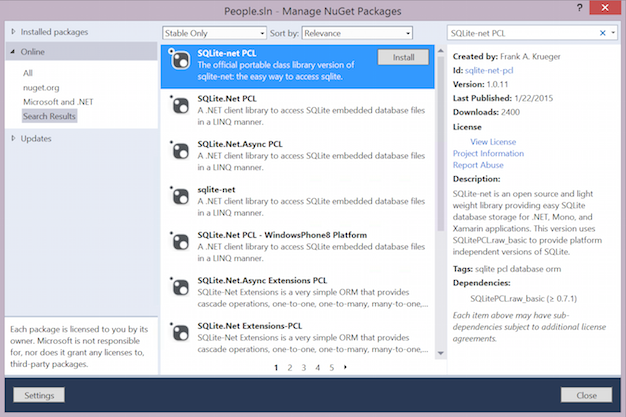 People.sln - Manage NuGet Packages
? x
Installed packages
Online
All
nuget.org
Microsoft and .NET
Search Results
Updates
Each package is licensed to you by its
owner. Microsoft is not responsible
for, nor does it grant any licenses to,
third-party packages.
Stable Only
Sort by: Relevance
SQLite-net PCL
The official portable class library version of
sqlite-net: the easy way to access sqlite.
Install
SQLite.Net PCL
A .NET client library to access SQLite embedded database files
in a LINQ manner.
SQLite.Net.Async PCL
A .NET client library to access SQLite embedded database files
in a LINQ manner.
sqlite-net
A .NET client library to access SQLite embedded database files
in a LINQ manner.
SQLite.Net PCL - WindowsPhone8 Platform
A .NET client library to access SQLite embedded database files
in a LINQ manner.
SQLite.Net.Async Extensions PCL
SQLite-Net Extensions is a very simple ORM that provides
cascade operations, one-to-one, one-to-many, many-to-one,...
SQLite.Net Extensions-PCL
SQLite-Net Extensions is a very simple ORM that provides
cascade operations, one-to-one, one-to-many, many-to-one,...
1 2 3 4 5
SQLite-net PCL
Created by: Frank A. Krueger
Id: sqlite-net-pcl
Version: 1.0.11
Last Published: 1/22/2015
Downloads: 2400
License
View License
Project Information
Report Abuse
Description:
SQLite-net is an open source and light
weight library providing easy SQLite
database storage for .NET, Mono, and
Xamarin applications. This version uses
SQLitePCL.raw_basic to provide platform
independent versions of SQLite.
Tags: sqlite pcl database orm
Dependencies:
SQLitePCL.raw_basic (≥ 0.7.1)
Each item above may have sub-
dependencies subject to additional license
agreements.
Settings
Close